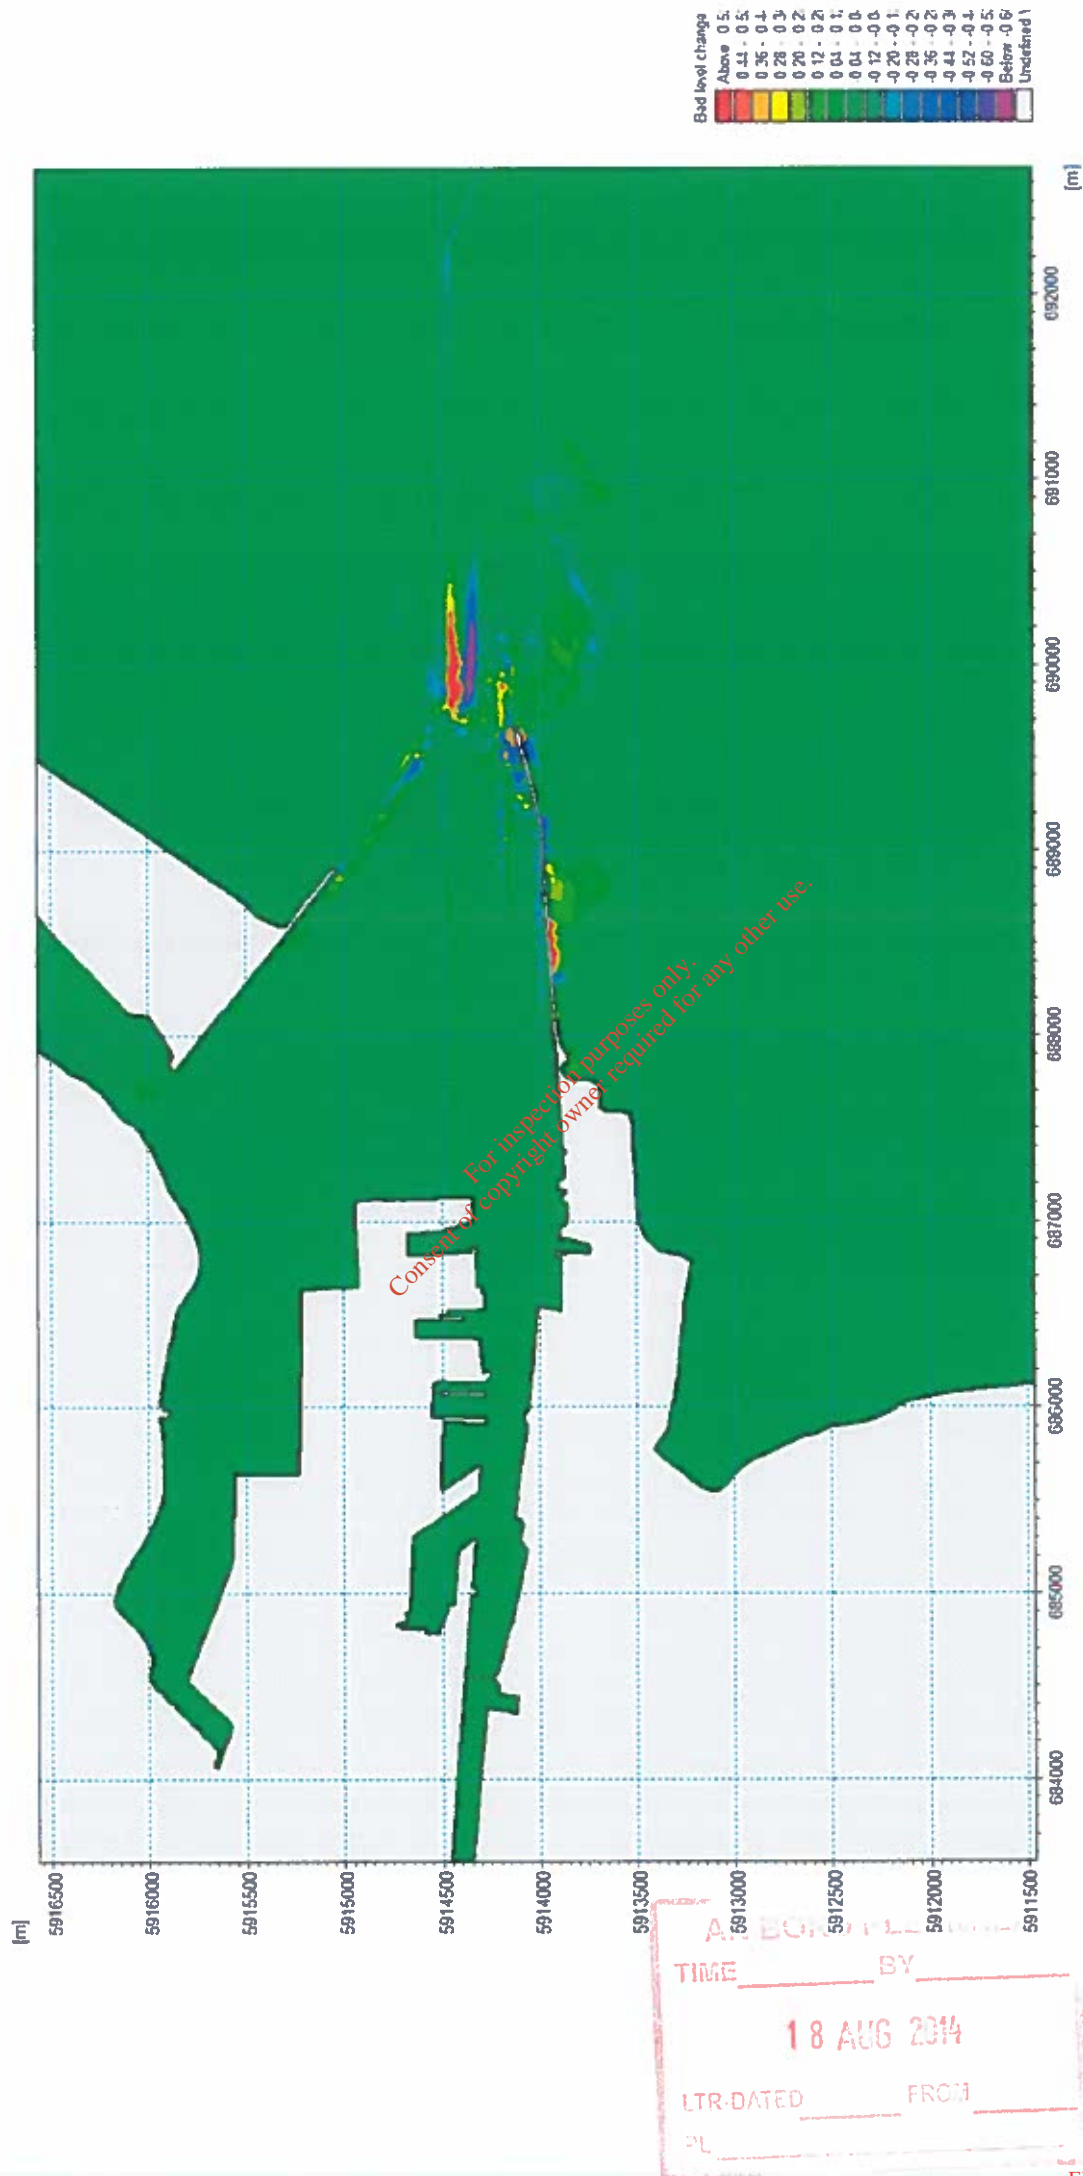 Bed level change
Above 0.5
0.44 - 0.5
0.36 - 0.4
0.28 - 0.3
0.20 - 0.2
0.12 - 0.2
0.04 - 0.1
-0.04 - 0.0
-0.12 - -0.0
-0.20 - -0.1
-0.28 - -0.2
-0.36 - -0.2
-0.44 - -0.3
-0.52 - -0.4
-0.60 - -0.5
Below -0.6
Undefined V
[m]
5916500
5916000
5915500
5915000
5914500
5914000
5913500
5913000
5912500
5912000
5911500
684000
685000
686000
687000
688000
689000
690000
691000
692000
[m]
For inspection purposes only.
Consent of copyright owner required for any other use.
TIME BY
18 AUG 2014
LTR-DATED FROM
PL